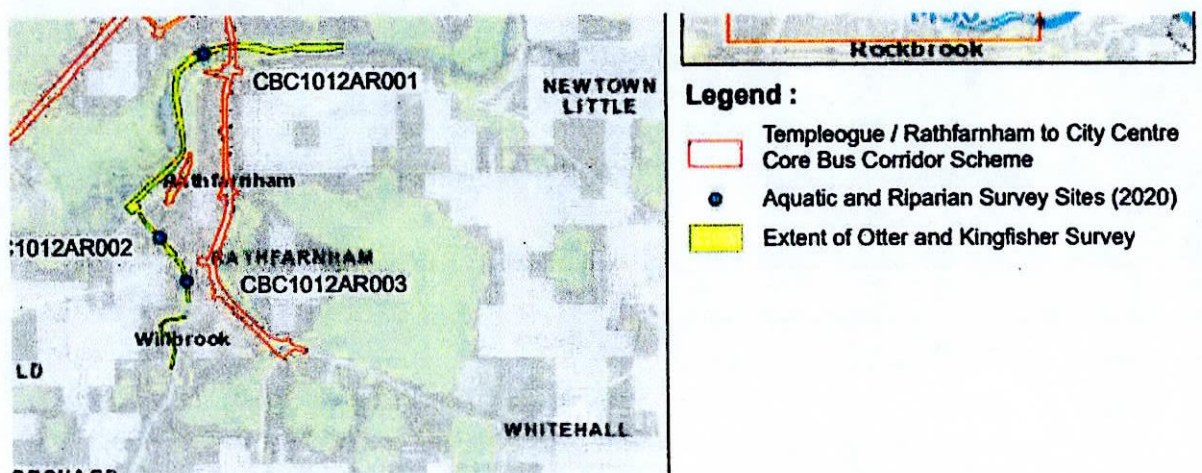 CBC1012AR001
NEWTOWN
LITTLE
Rathfarnham
C1012AR002
RATHFARNHAM
CBC1012AR003
Willbrook
LD
WHITEHALL
Rockbrook
Legend :
Templeogue / Rathfarnham to City Centre
Core Bus Corridor Scheme
Aquatic and Riparian Survey Sites (2020)
Extent of Otter and Kingfisher Survey